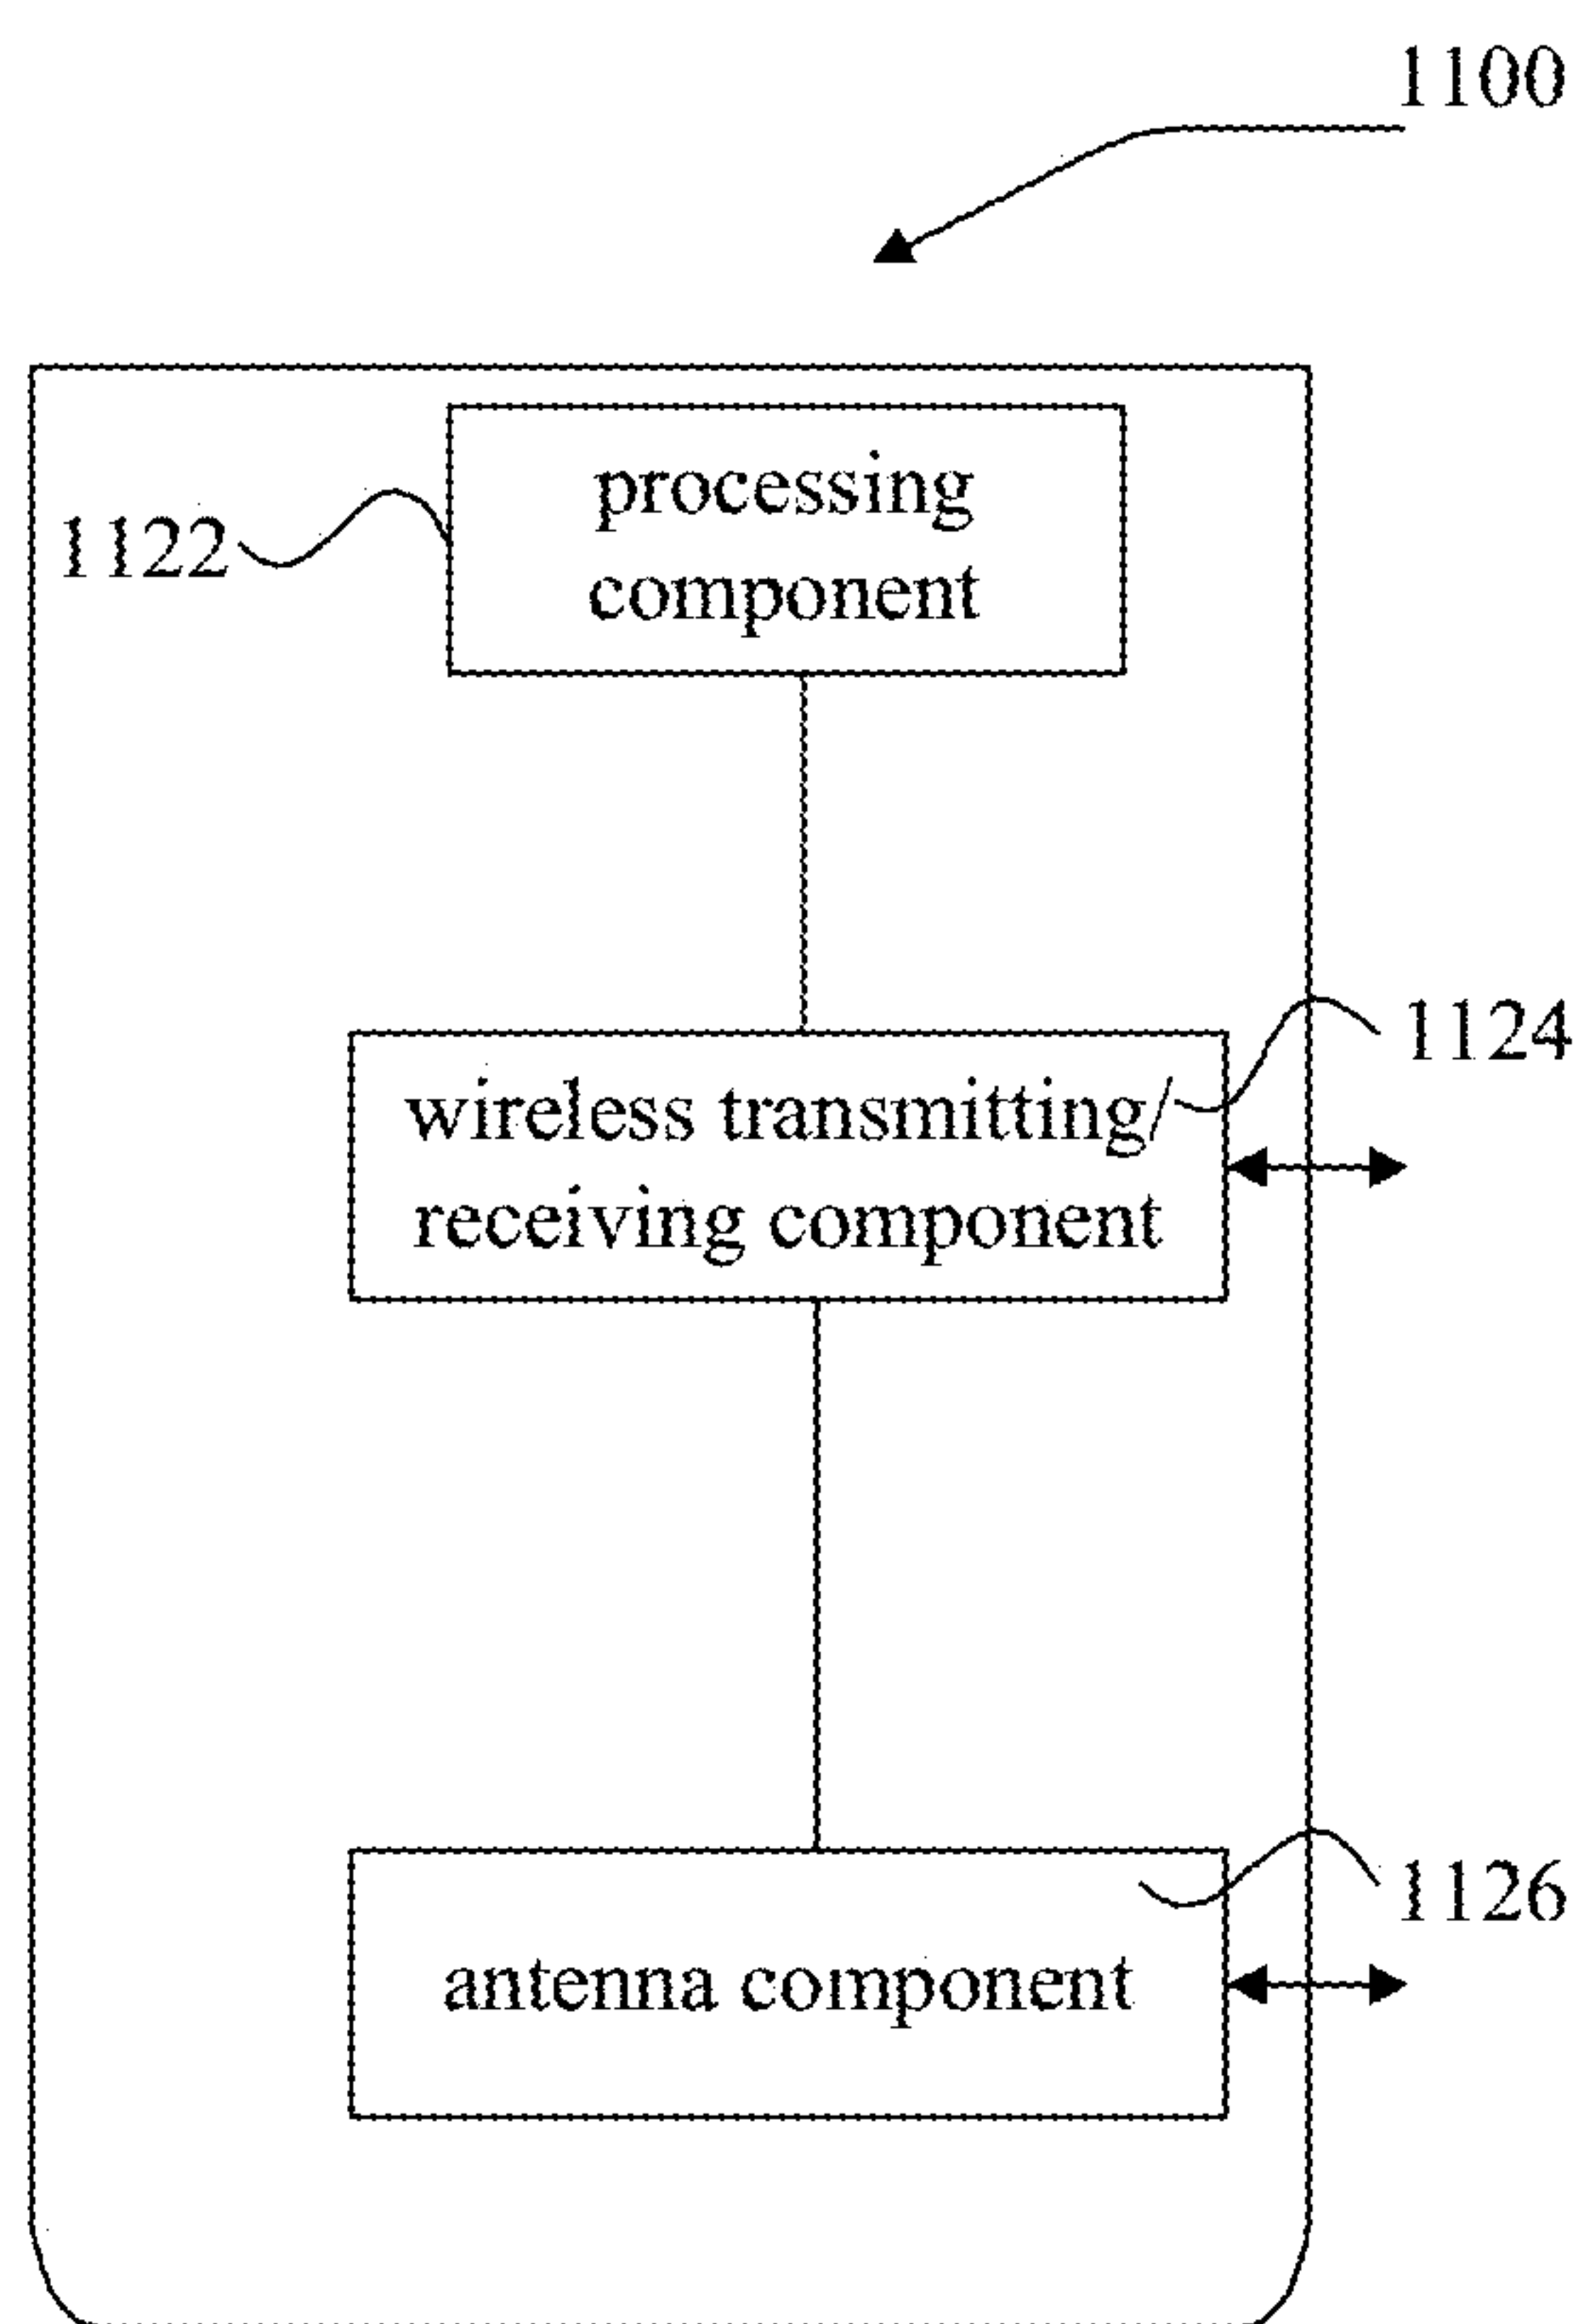 1100
processing
component
1122
1124
wireless transmitting/
receiving component
1126
antenna component